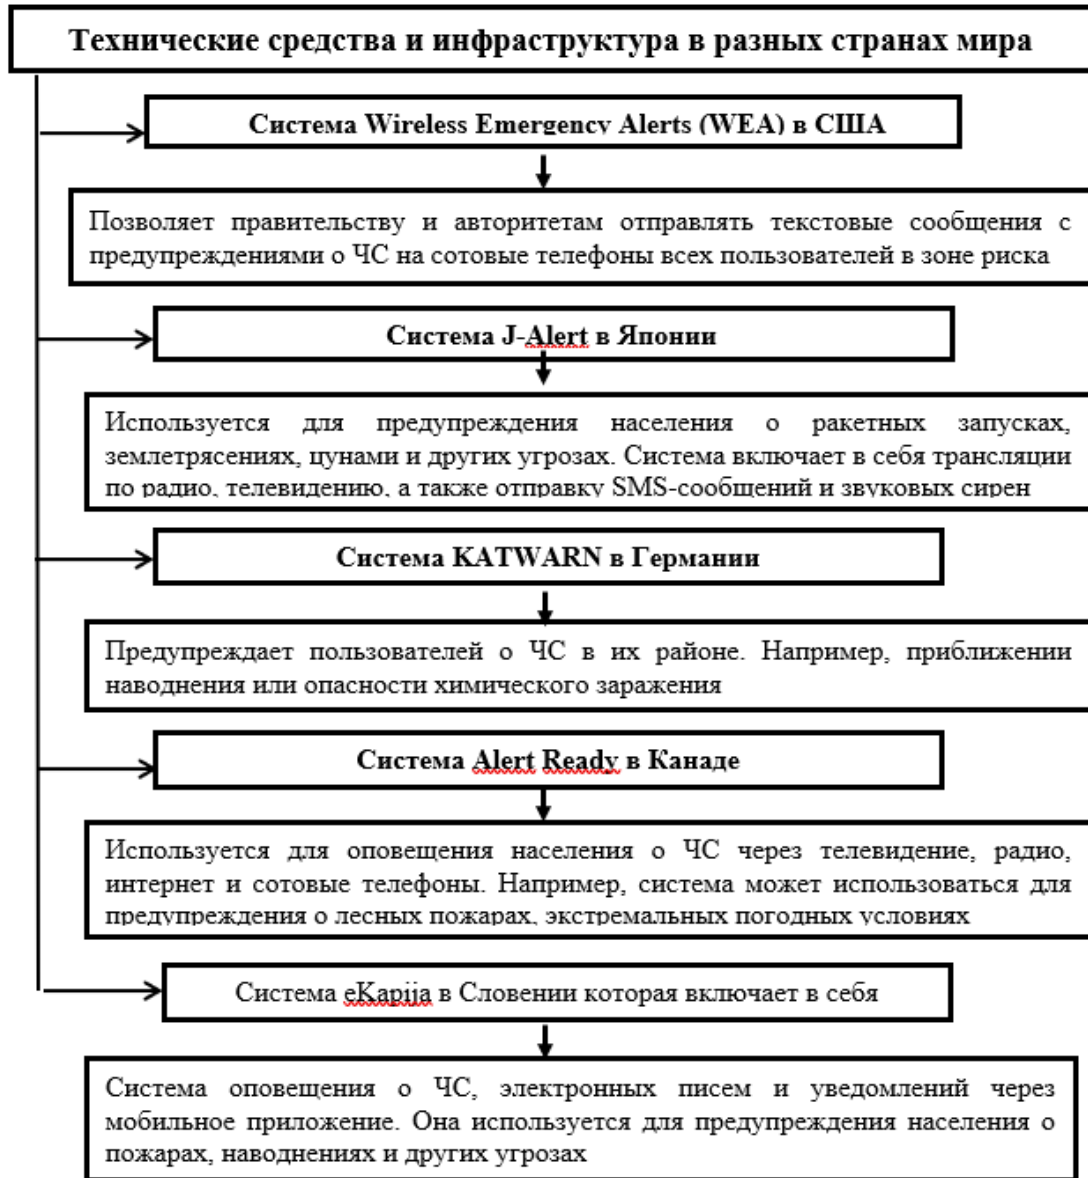 Технические средства и инфраструктура в разных странах мира
Система Wireless Emergency Alerts (WEA) в США
Позволяет правительству и авторитетам отправлять текстовые сообщения с
предупреждениями о ЧС на сотовые телефоны всех пользователей в зоне риска
Система J-Alert в Японии
Используется для предупреждения населения о ракетных запусках,
землетрясениях, цунами и других угрозах. Система включает в себя трансляции
по радио, телевидению, а также отправку SMS-сообщений и звуковых сирен
Система KATWARN в Германии
Предупреждает пользователей о ЧС в их районе. Например, приближении
наводнения или опасности химического заражения
Система Alert Ready в Канаде
Используется для оповещения населения о ЧС через телевидение, радио,
интернет и сотовые телефоны. Например, система может использоваться для
предупреждения о лесных пожарах, экстремальных погодных условиях
Система eKapija в Словении которая включает в себя
Система оповещения о ЧС, электронных писем и уведомлений через
мобильное приложение. Она используется для предупреждения населения о
пожарах, наводнениях и других угрозах